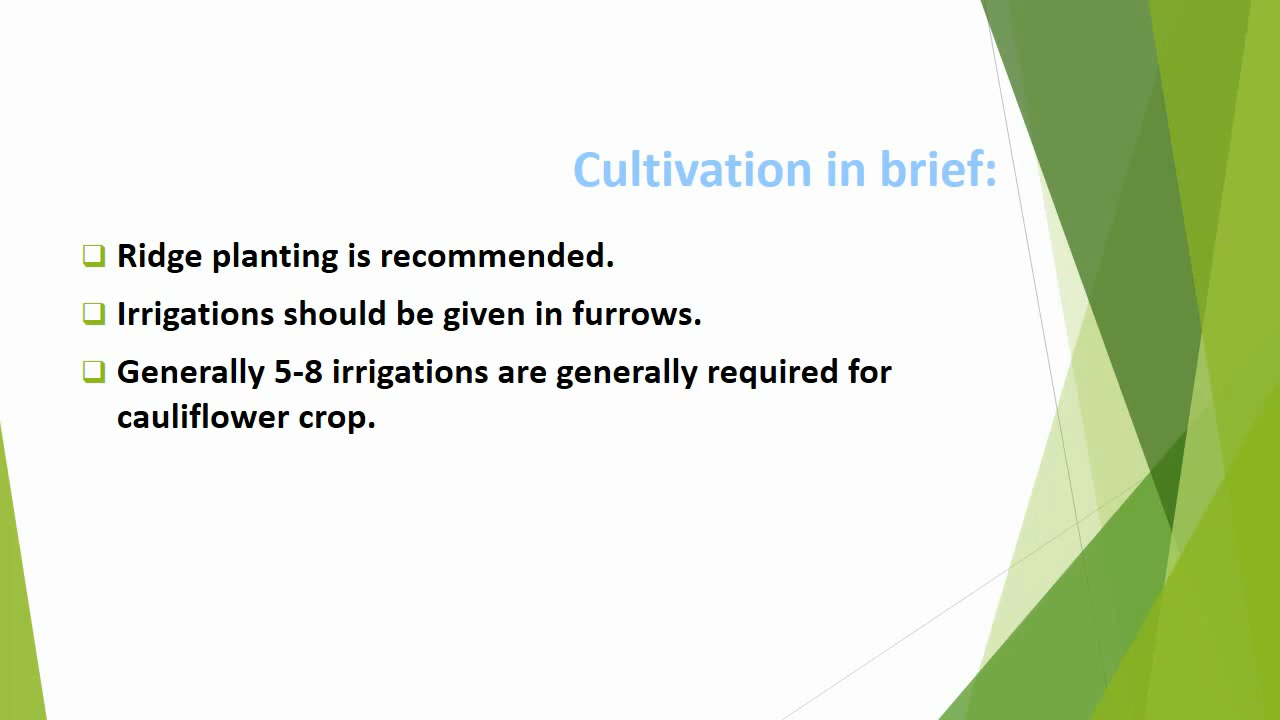 Cultivation in brief:
Ridge planting is recommended.
Irrigations should be given in furrows.
Generally 5-8 irrigations are generally required for
cauliflower crop.